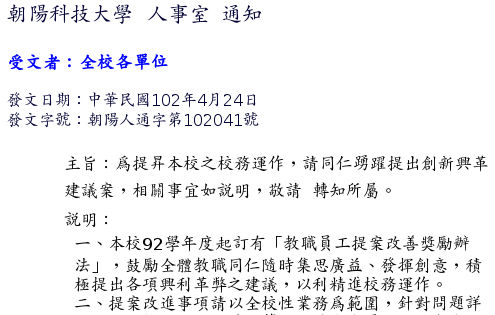 朝陽科技大學 人事室 通知
受文者：全校各單位
發文日期：中華民國102年4月24日
發文字號：朝陽人通字第102041號
主旨：為提昇本校之校務運作，請同仁踴躍提出創新興革
建議案，相關事宜如說明，敬請 轉知所屬。
說明：
一、本校92學年度起訂有「教職員工提案改善獎勵辦
法」，鼓勵全體教職同仁隨時集思廣益、發揮創意，積
極提出各項興利革弊之建議，以利精進校務運作。
二、提案改進事項請以全校性業務為範圍，針對問題詳